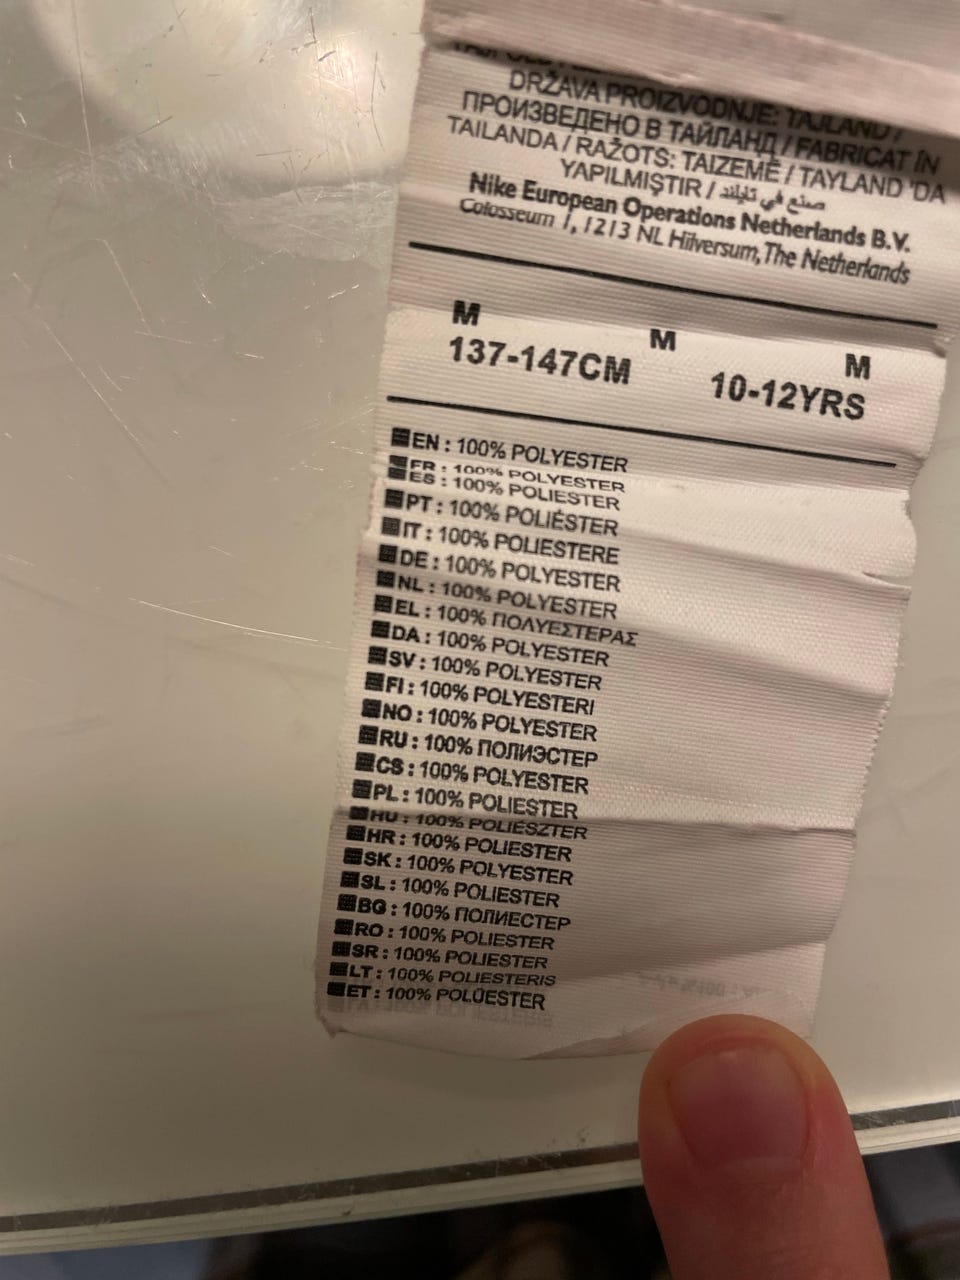 DRŽAVA PROIZVODNJE: TAJLAND /
ПРОИЗВЕДЕНО В ТАЙЛАНД / FABRICAT ÎN
TAILANDA / RAŽOTS: TAIZEMĒ / TAYLAND 'DA
YAPILMIŞTIR / صنع في تايلند
Nike European Operations Netherlands B.V.
Colosseum 1, 1213 NL Hilversum, The Netherlands
M M M
137-147CM 10-12YRS
EN : 100% POLYESTER
FR : 100% POLYESTER
ES : 100% POLIESTER
PT : 100% POLIÉSTER
IT : 100% POLIESTERE
DE : 100% POLYESTER
NL : 100% POLYESTER
EL : 100% ΠΟΛΥΕΣΤΕΡΑΣ
DA : 100% POLYESTER
SV : 100% POLYESTER
FI : 100% POLYESTERI
NO : 100% POLYESTER
RU : 100% ПОЛИЭСТЕР
CS : 100% POLYESTER
PL : 100% POLIESTER
HU : 100% POLIÉSZTER
HR : 100% POLIESTER
SK : 100% POLYESTER
SL : 100% POLIESTER
BG : 100% ПОЛИЕСТЕР
RO : 100% POLIESTER
SR : 100% POLIESTER
LT : 100% POLIESTERIS
ET : 100% POLÜESTER